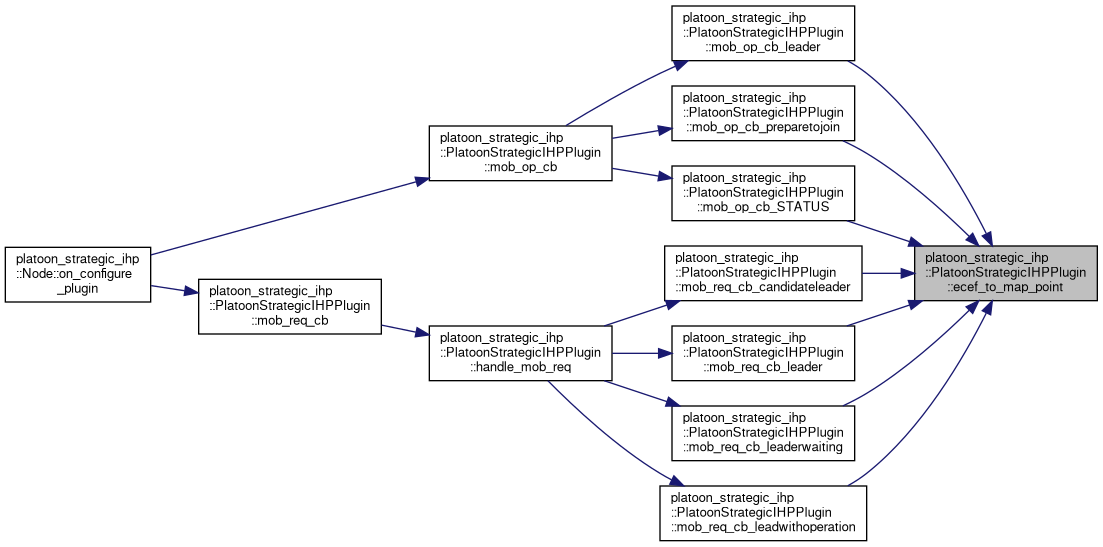 platoon_strategic_ihp
::PlatoonStrategicIHPPlugin
::mob_op_cb_leader
platoon_strategic_ihp
::PlatoonStrategicIHPPlugin
::mob_op_cb_preparetojoin
platoon_strategic_ihp
::PlatoonStrategicIHPPlugin
::mob_op_cb
platoon_strategic_ihp
::PlatoonStrategicIHPPlugin
::mob_op_cb_STATUS
platoon_strategic_ihp
::Node::on_configure
_plugin
platoon_strategic_ihp
::PlatoonStrategicIHPPlugin
::mob_req_cb
platoon_strategic_ihp
::PlatoonStrategicIHPPlugin
::mob_req_cb_candidateleader
platoon_strategic_ihp
::PlatoonStrategicIHPPlugin
::ecef_to_map_point
platoon_strategic_ihp
::PlatoonStrategicIHPPlugin
::handle_mob_req
platoon_strategic_ihp
::PlatoonStrategicIHPPlugin
::mob_req_cb_leader
platoon_strategic_ihp
::PlatoonStrategicIHPPlugin
::mob_req_cb_leaderwaiting
platoon_strategic_ihp
::PlatoonStrategicIHPPlugin
::mob_req_cb_leadwithoperation